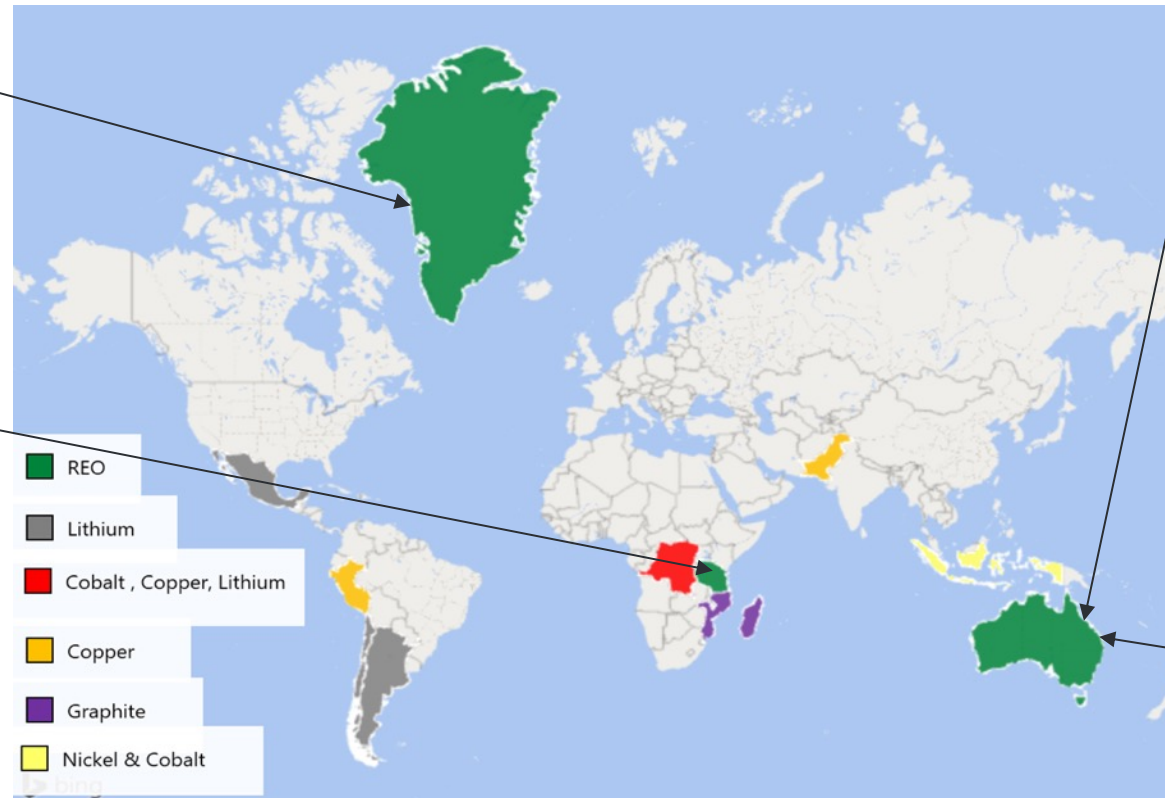 REO
Lithium
Cobalt , Copper, Lithium
Copper
Graphite
Nickel & Cobalt
bing